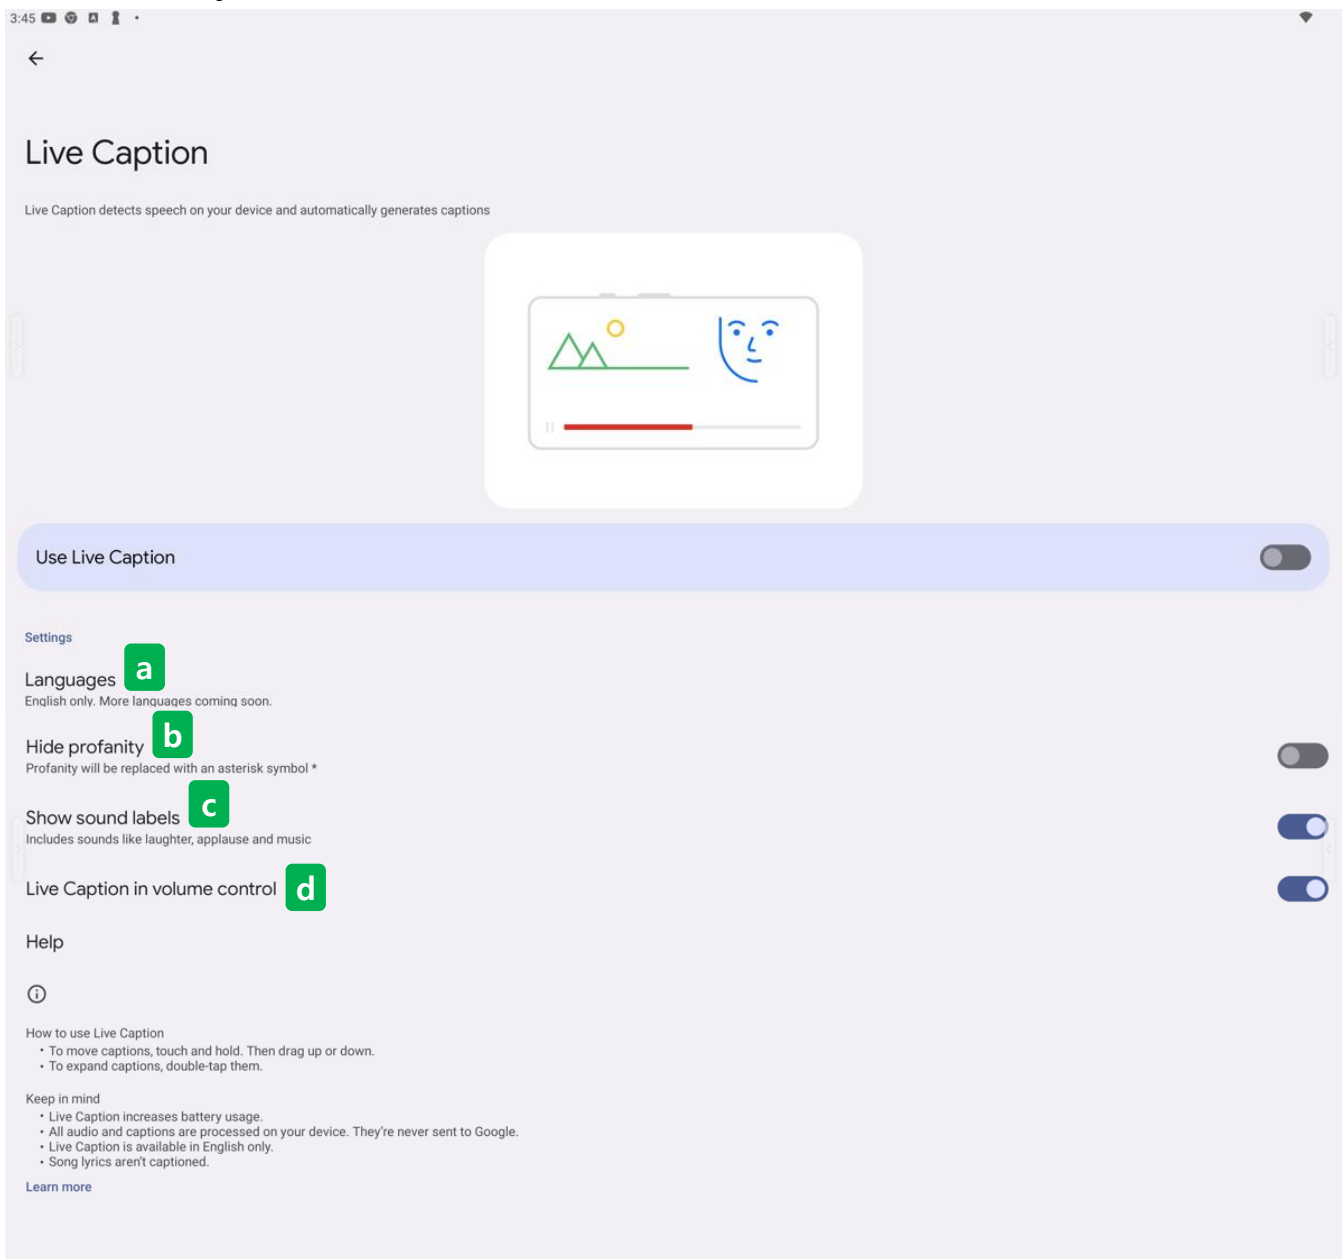 3:45
Live Caption
Live Caption detects speech on your device and automatically generates captions
Use Live Caption
Settings
Languages a
English only. More languages coming soon.
Hide profanity b
Profanity will be replaced with an asterisk symbol *
Show sound labels c
Includes sounds like laughter, applause and music
Live Caption in volume control d
Help
How to use Live Caption
• To move captions, touch and hold. Then drag up or down.
• To expand captions, double-tap them.
Keep in mind
• Live Caption increases battery usage.
• All audio and captions are processed on your device. They're never sent to Google.
• Live Caption is available in English only.
• Song lyrics aren't captioned.
Learn more